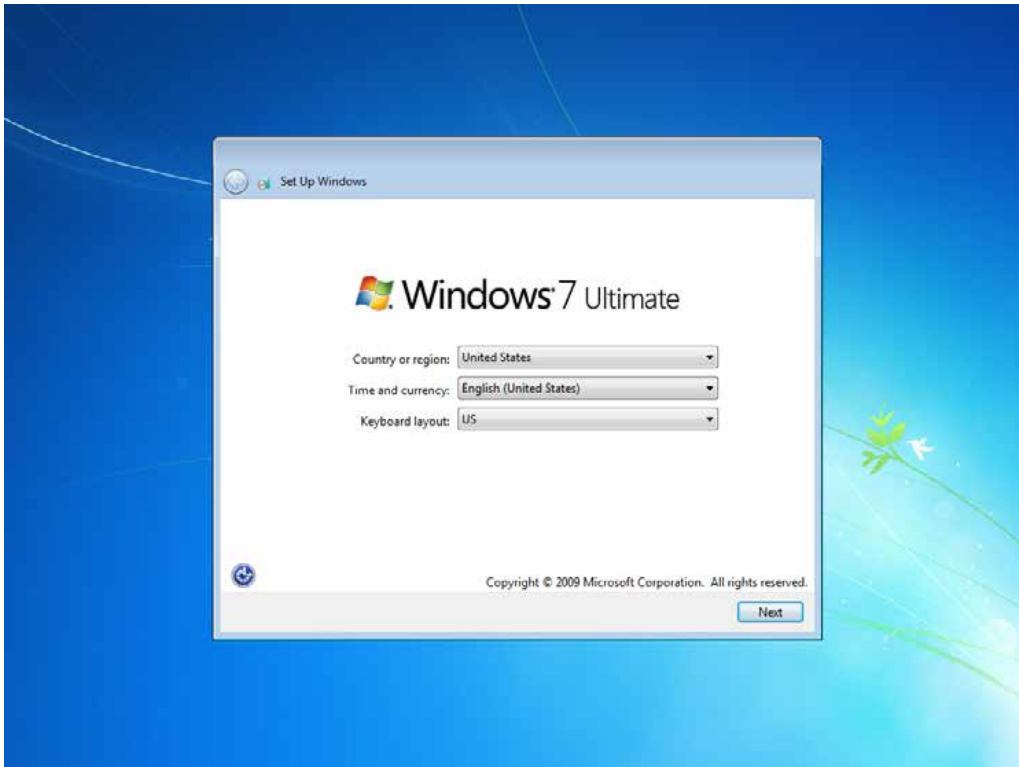 Set Up Windows
Windows 7 Ultimate
Country or region: United States
Time and currency: English (United States)
Keyboard layout: US
Copyright © 2009 Microsoft Corporation. All rights reserved.
Next